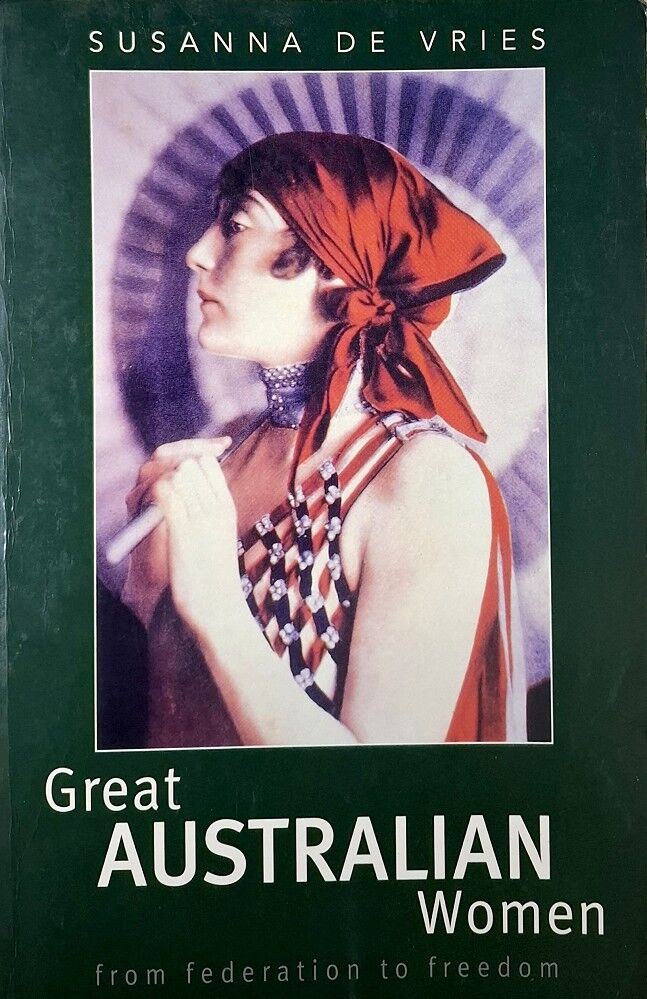 SUSANNA DE VRIES
Great
AUSTRALIAN
Women
from federation to freedom